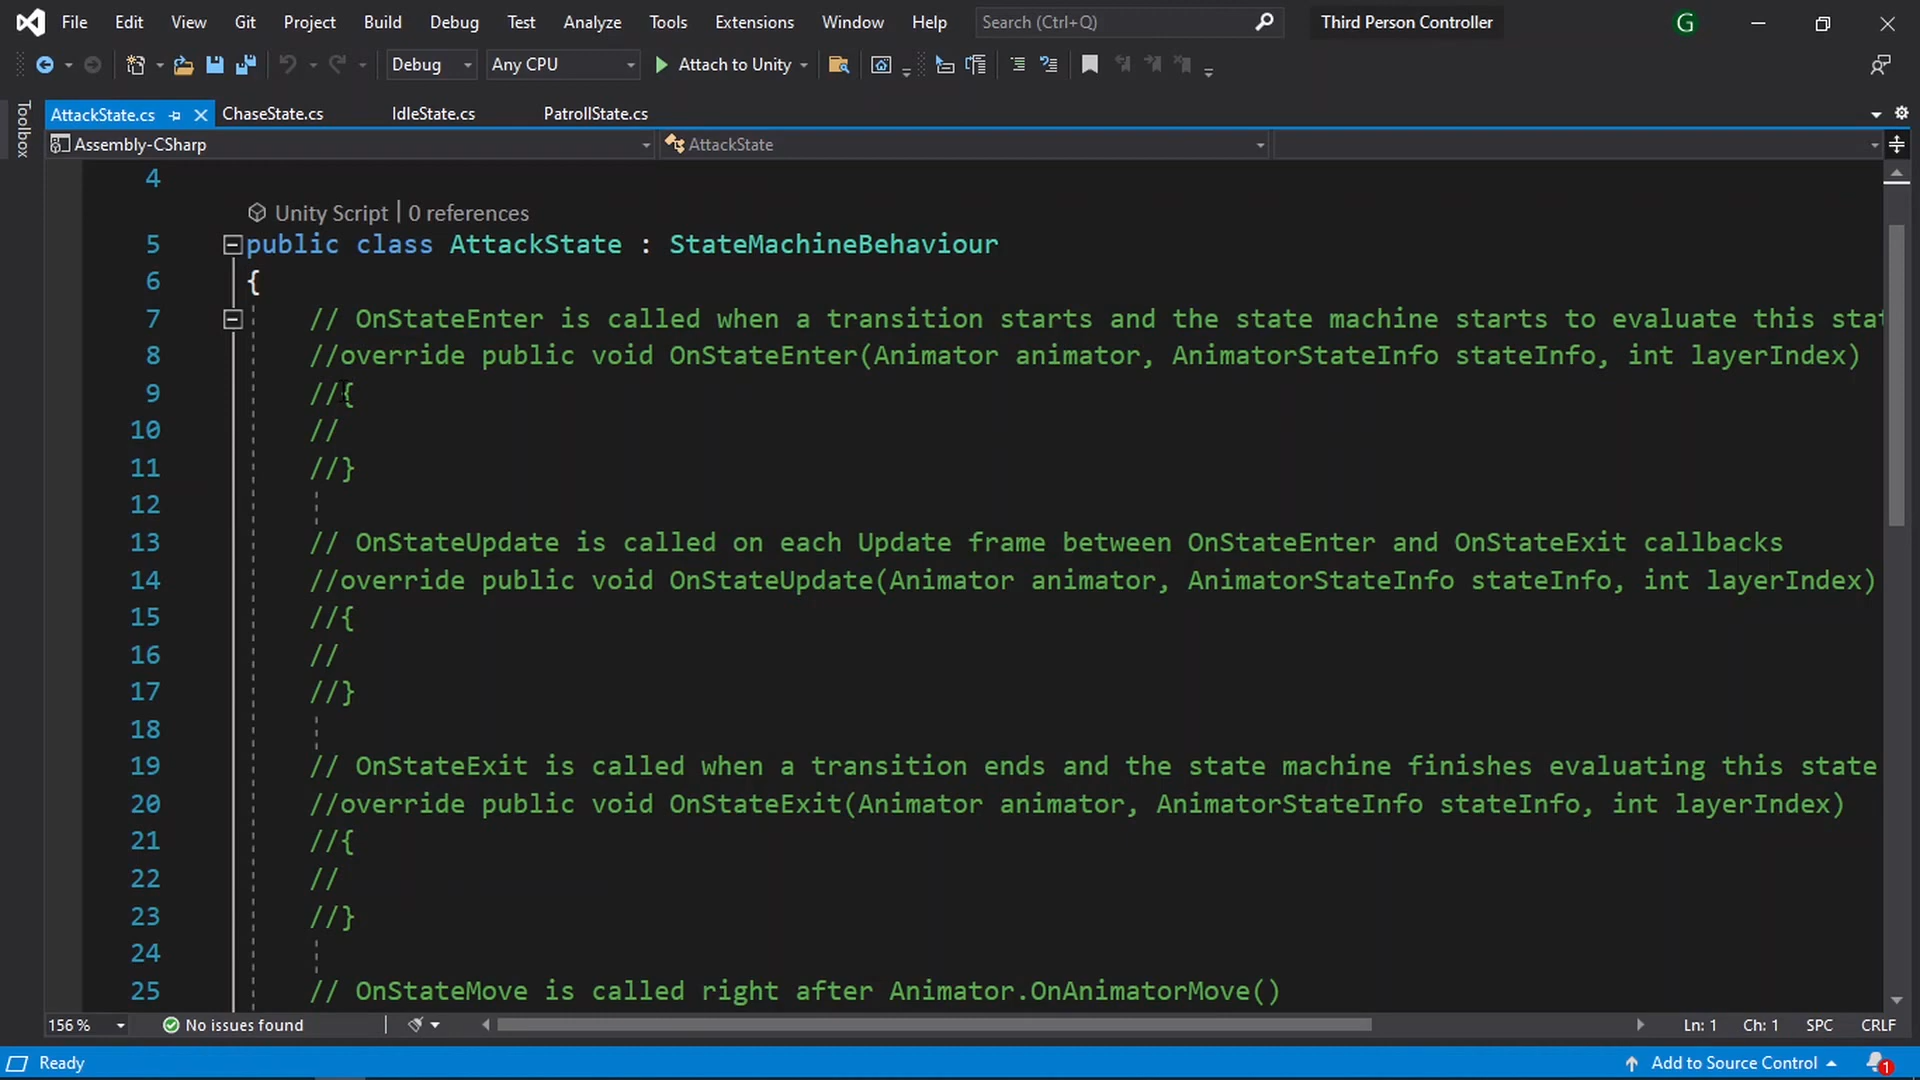 File Edit View Git Project Build Debug Test Analyze Tools Extensions Window Help Search (Ctrl+Q) Third Person Controller G
Debug Any CPU Attach to Unity
Toolbox
AttackState.cs ChaseState.cs IdleState.cs PatrollState.cs
Assembly-CSharp AttackState
4
Unity Script | 0 references
5 public class AttackState : StateMachineBehaviour
6 {
7 // OnStateEnter is called when a transition starts and the state machine starts to evaluate this stat
8 //override public void OnStateEnter(Animator animator, AnimatorStateInfo stateInfo, int layerIndex)
9 //{
10 //
11 //}
12
13 // OnStateUpdate is called on each Update frame between OnStateEnter and OnStateExit callbacks
14 //override public void OnStateUpdate(Animator animator, AnimatorStateInfo stateInfo, int layerIndex)
15 //{
16 //
17 //}
18
19 // OnStateExit is called when a transition ends and the state machine finishes evaluating this state
20 //override public void OnStateExit(Animator animator, AnimatorStateInfo stateInfo, int layerIndex)
21 //{
22 //
23 //}
24
25 // OnStateMove is called right after Animator.OnAnimatorMove()
156 % No issues found Ln: 1 Ch: 1 SPC CRLF
Ready Add to Source Control 1